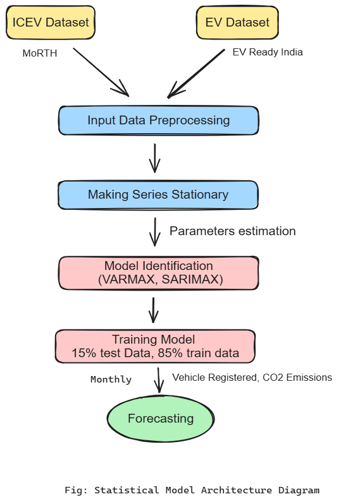 ICEV Dataset
EV Dataset
MoRTH
EV Ready India
Input Data Preprocessing
Making Series Stationary
Parameters estimation
Model Identification
(VARMAX, SARIMAX)
Training Model
15% test Data, 85% train data
Monthly
Vehicle Registered, CO2 Emissions
Forecasting
Fig: Statistical Model Architecture Diagram